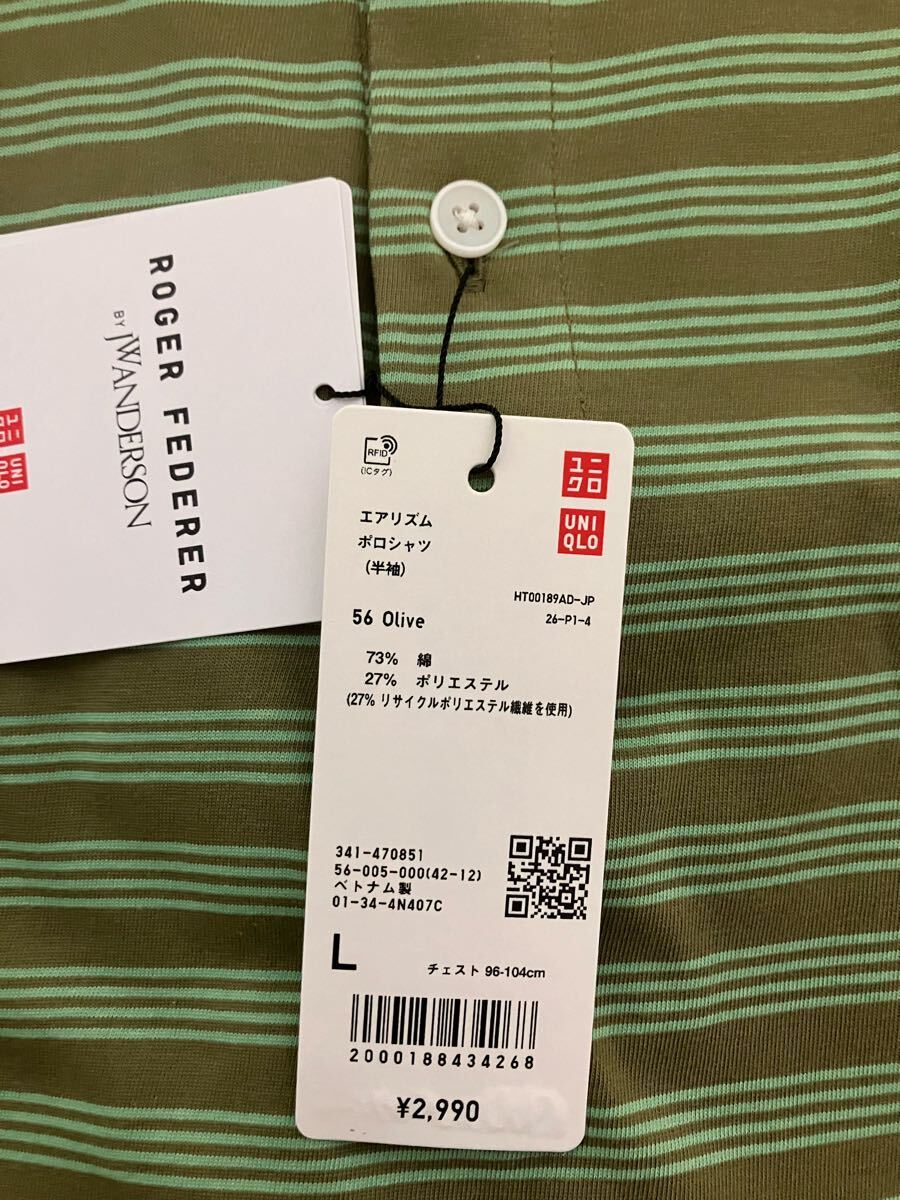 ROGER FEDERER
BY JWANDERSON
ユニ
クロ
UNI
QLO
RFID
(ICタグ)
ユニ
クロ
UNI
QLO
エアリズム
ポロシャツ
(半袖)
HT00189AD-JP
56 Olive
26-P1-4
73% 綿
27% ポリエステル
(27% リサイクルポリエステル繊維を使用)
341-470851
56-005-000(42-12)
ベトナム製
01-34-4N407C
L
チェスト 96-104cm
2000188434268
¥2,990